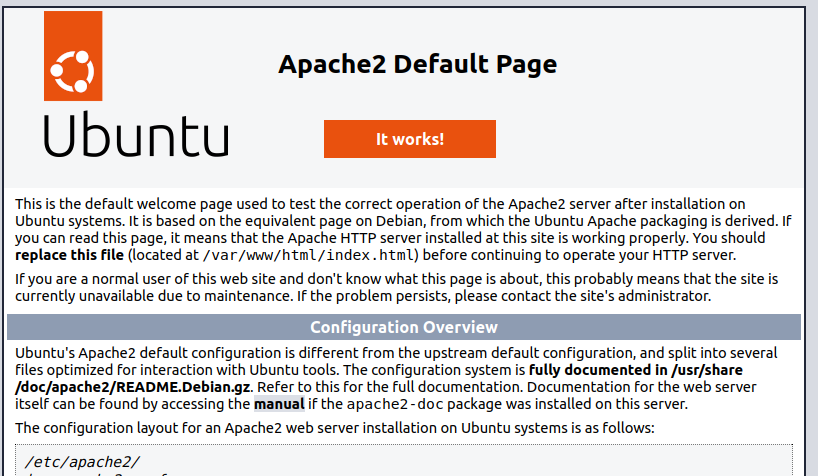 Apache2 Default Page
Ubuntu
It works!
This is the default welcome page used to test the correct operation of the Apache2 server after installation on
Ubuntu systems. It is based on the equivalent page on Debian, from which the Ubuntu Apache packaging is derived. If
you can read this page, it means that the Apache HTTP server installed at this site is working properly. You should
replace this file (located at /var/www/html/index.html) before continuing to operate your HTTP server.
If you are a normal user of this web site and don't know what this page is about, this probably means that the site is
currently unavailable due to maintenance. If the problem persists, please contact the site's administrator.
Configuration Overview
Ubuntu's Apache2 default configuration is different from the upstream default configuration, and split into several
files optimized for interaction with Ubuntu tools. The configuration system is fully documented in /usr/share
/doc/apache2/README.Debian.gz. Refer to this for the full documentation. Documentation for the web server
itself can be found by accessing the manual if the apache2-doc package was installed on this server.
The configuration layout for an Apache2 web server installation on Ubuntu systems is as follows:
/etc/apache2/